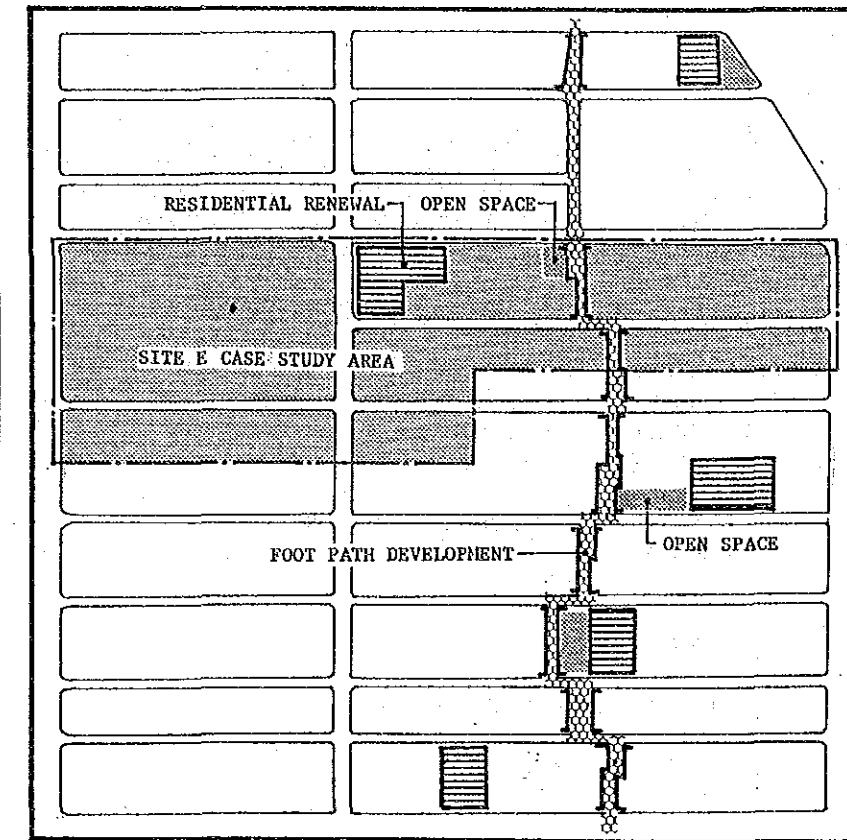 RESIDENTIAL RENEWAL
OPEN SPACE
SITE E CASE STUDY AREA
FOOT PATH DEVELOPMENT
OPEN SPACE